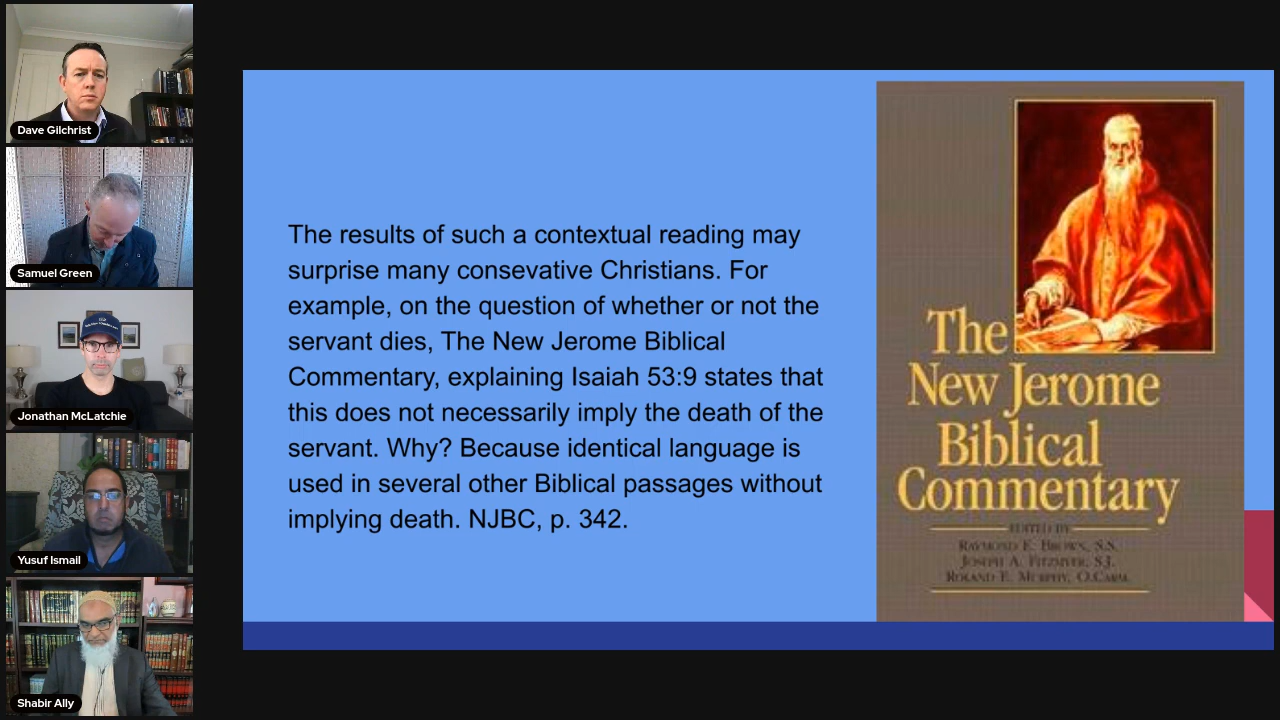 Dave Gilchrist
Samuel Green
Jonathan McLatchie
Yusuf Ismail
Shabir Ally
The results of such a contextual reading may
surprise many consevative Christians. For
example, on the question of whether or not the
servant dies, The New Jerome Biblical
Commentary, explaining Isaiah 53:9 states that
this does not necessarily imply the death of the
servant. Why? Because identical language is
used in several other Biblical passages without
implying death. NJBC, p. 342.
The
New Jerome
Biblical
Commentary
EDITED BY
RAYMOND E. BROWN, S.S.
JOSEPH A. FITZMYER, S.J.
ROLAND E. MURPHY, O.CARM.